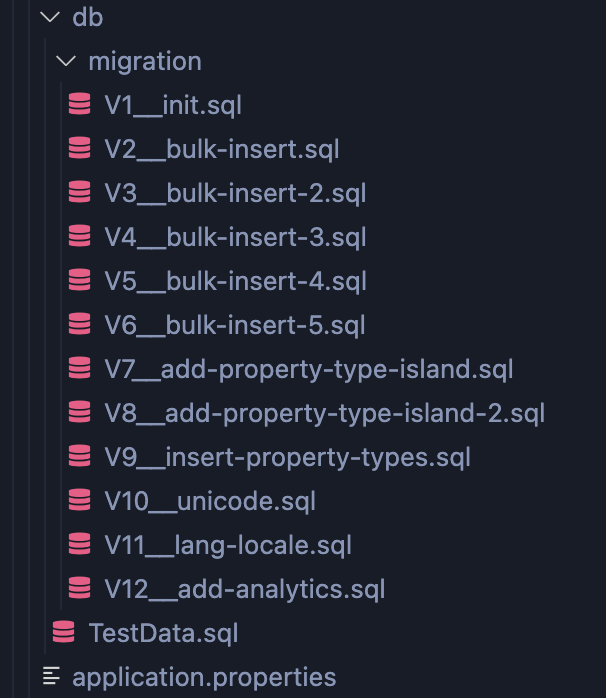 db
migration
V1__init.sql
V2__bulk-insert.sql
V3__bulk-insert-2.sql
V4__bulk-insert-3.sql
V5__bulk-insert-4.sql
V6__bulk-insert-5.sql
V7__add-property-type-island.sql
V8__add-property-type-island-2.sql
V9__insert-property-types.sql
V10__unicode.sql
V11__lang-locale.sql
V12__add-analytics.sql
TestData.sql
application.properties